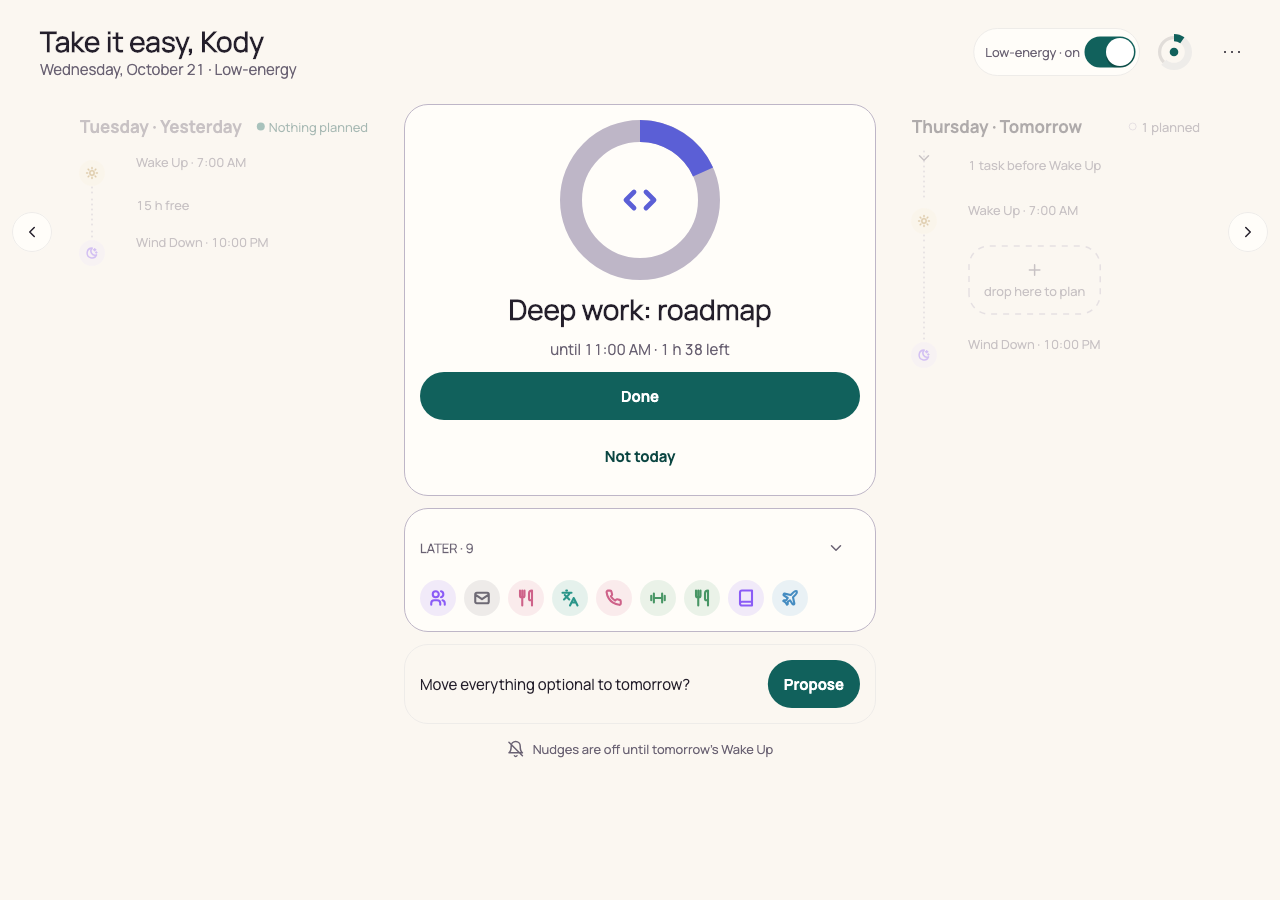 Take it easy, Kody
Wednesday, October 21 · Low-energy
Low-energy · on
Tuesday · Yesterday
Nothing planned
Wake Up · 7:00 AM
15 h free
Wind Down · 10:00 PM
Deep work: roadmap
until 11:00 AM · 1 h 38 left
Done
Not today
LATER · 9
Move everything optional to tomorrow?
Propose
Nudges are off until tomorrow's Wake Up
Thursday · Tomorrow
1 planned
1 task before Wake Up
Wake Up · 7:00 AM
drop here to plan
Wind Down · 10:00 PM